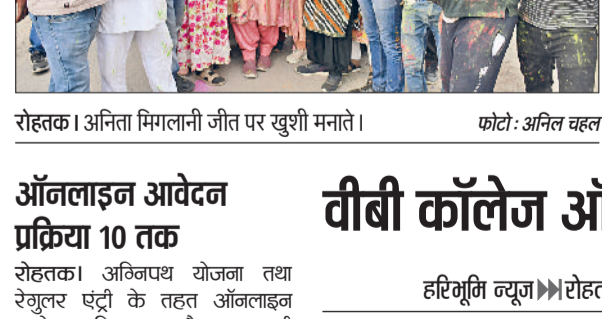 रोहतक। अनिता मिगलानी जीत पर खुशी मनाते।
फोटो : अनिल चहल
ऑनलाइन आवेदन
प्रक्रिया 10 तक
रोहतक। अग्निपथ योजना तथा
रेगुलर एंट्री के तहत ऑनलाइन
वीबी कॉलेज ऑ
हरिभूमि न्यूज रोहत